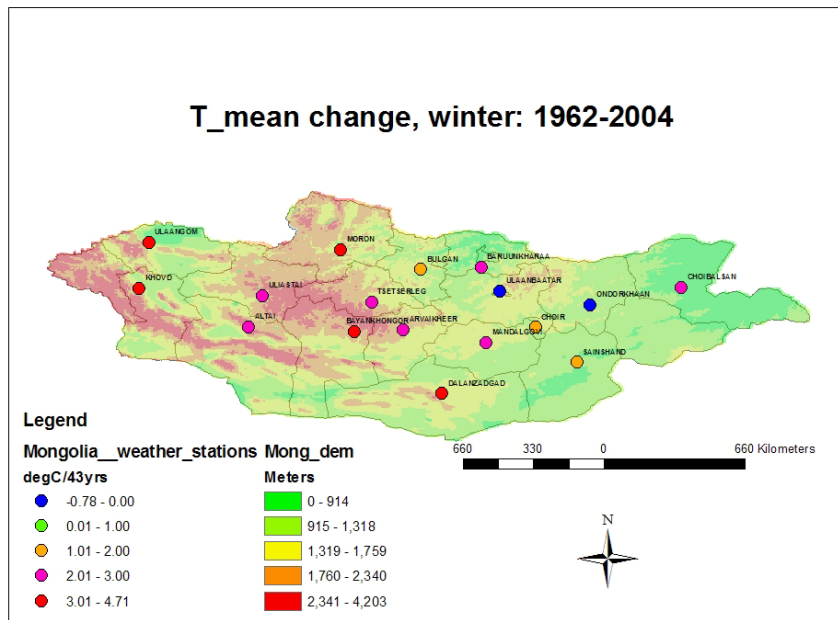 T_mean change, winter: 1962-2004
ULAANGOM
MORON
BULGAN
BARUUNKHARAA
KHOVD
ULIASTAI
TSETSERLEG
ULAANBAATAR
ONDORKHAAN
CHOIBALSAN
ALTAI
BAYANKHONGOR
ARVAIKHEER
CHOIR
MANDALGOVI
SAINSHAND
DALANZADGAD
Legend
Mongolia__weather_stations
degC/43yrs
-0.78 - 0.00
0.01 - 1.00
1.01 - 2.00
2.01 - 3.00
3.01 - 4.71
Mong_dem
Meters
0 - 914
915 - 1,318
1,319 - 1,759
1,760 - 2,340
2,341 - 4,203
660 330 0 660 Kilometers
N